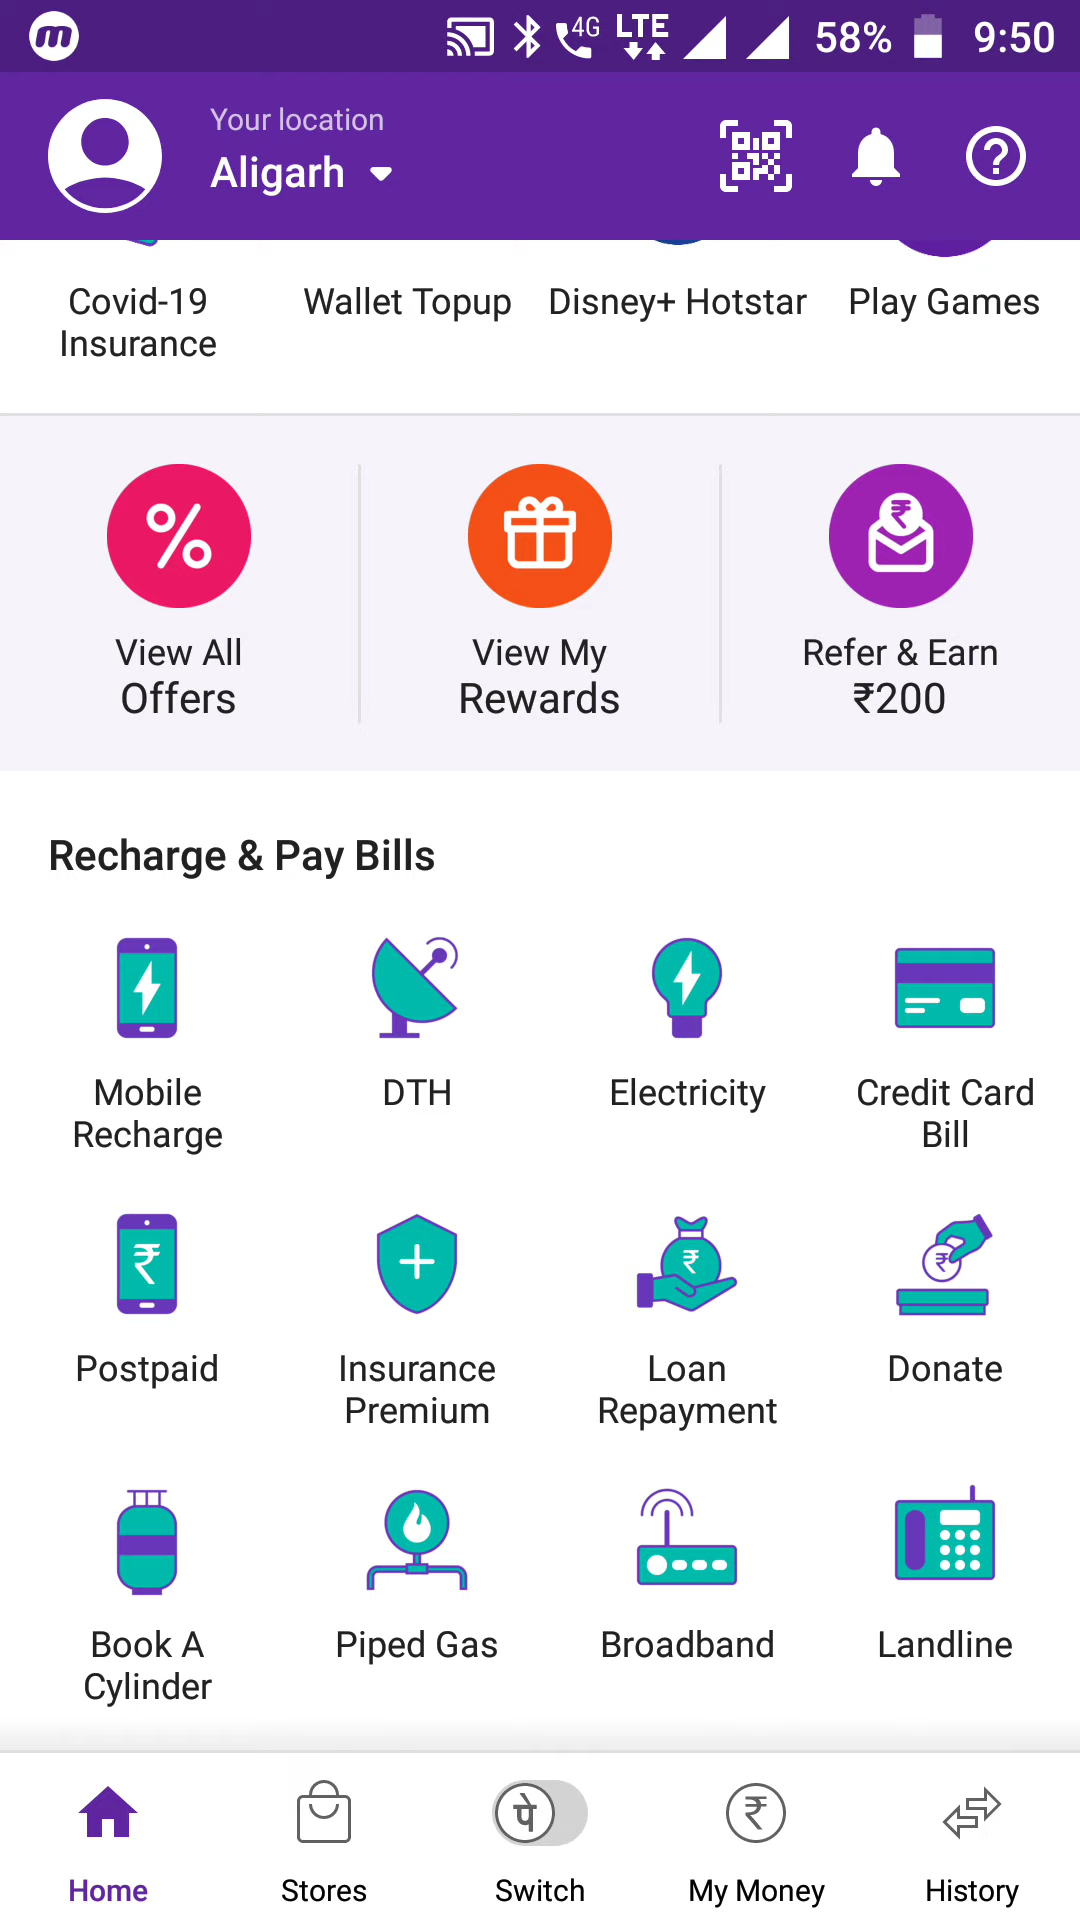 m 4G LTE 58% 9:50
Your location
Aligarh
Covid-19 Wallet Topup Disney+ Hotstar Play Games
Insurance
%
₹
View All View My Refer & Earn
Offers Rewards ₹200
Recharge & Pay Bills
Mobile DTH Electricity Credit Card
Recharge Bill
₹ ₹ ₹
Postpaid Insurance Loan Donate
Premium Repayment
Book A Piped Gas Broadband Landline
Cylinder
पे ₹
Home Stores Switch My Money History